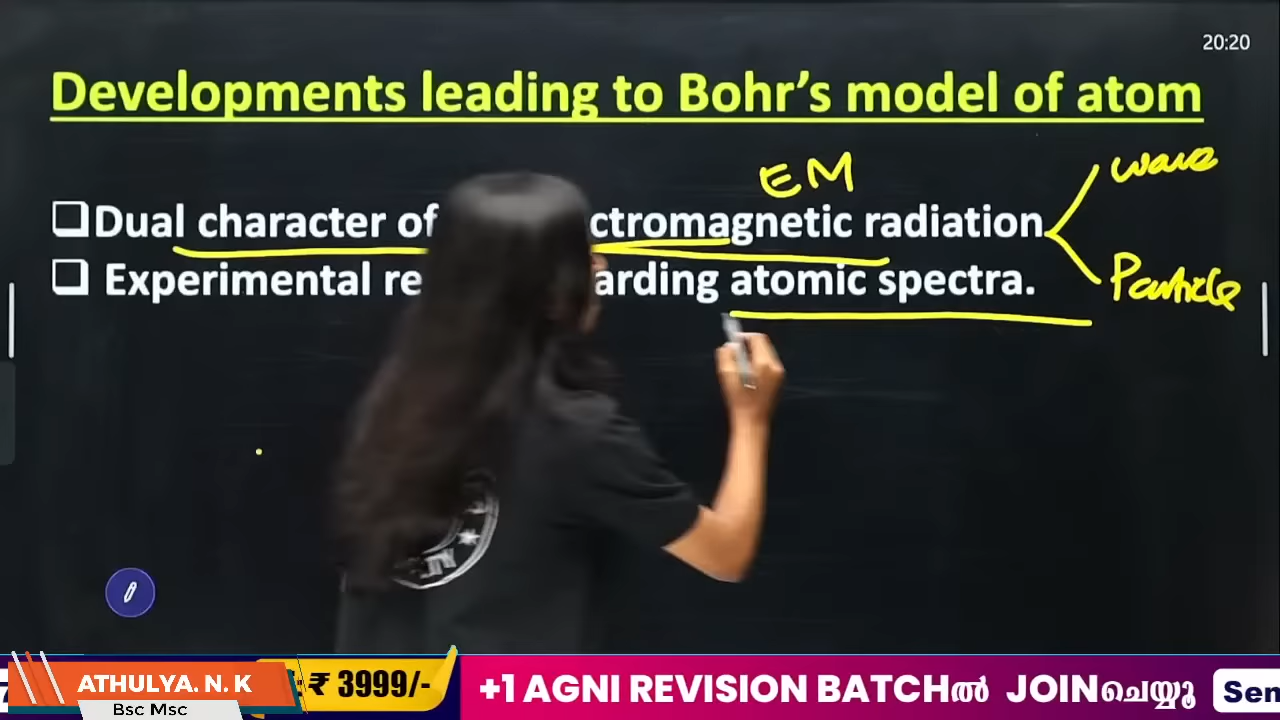 20:20
Developments leading to Bohr's model of atom
EM
wave
Dual character of ctromagnetic radiation
Particle
Experimental re arding atomic spectra.
ATHULYA. N. K
Bsc Msc
₹ 3999/-
+1 AGNI REVISION BATCHൽ JOINചെയ്യൂ
Sen